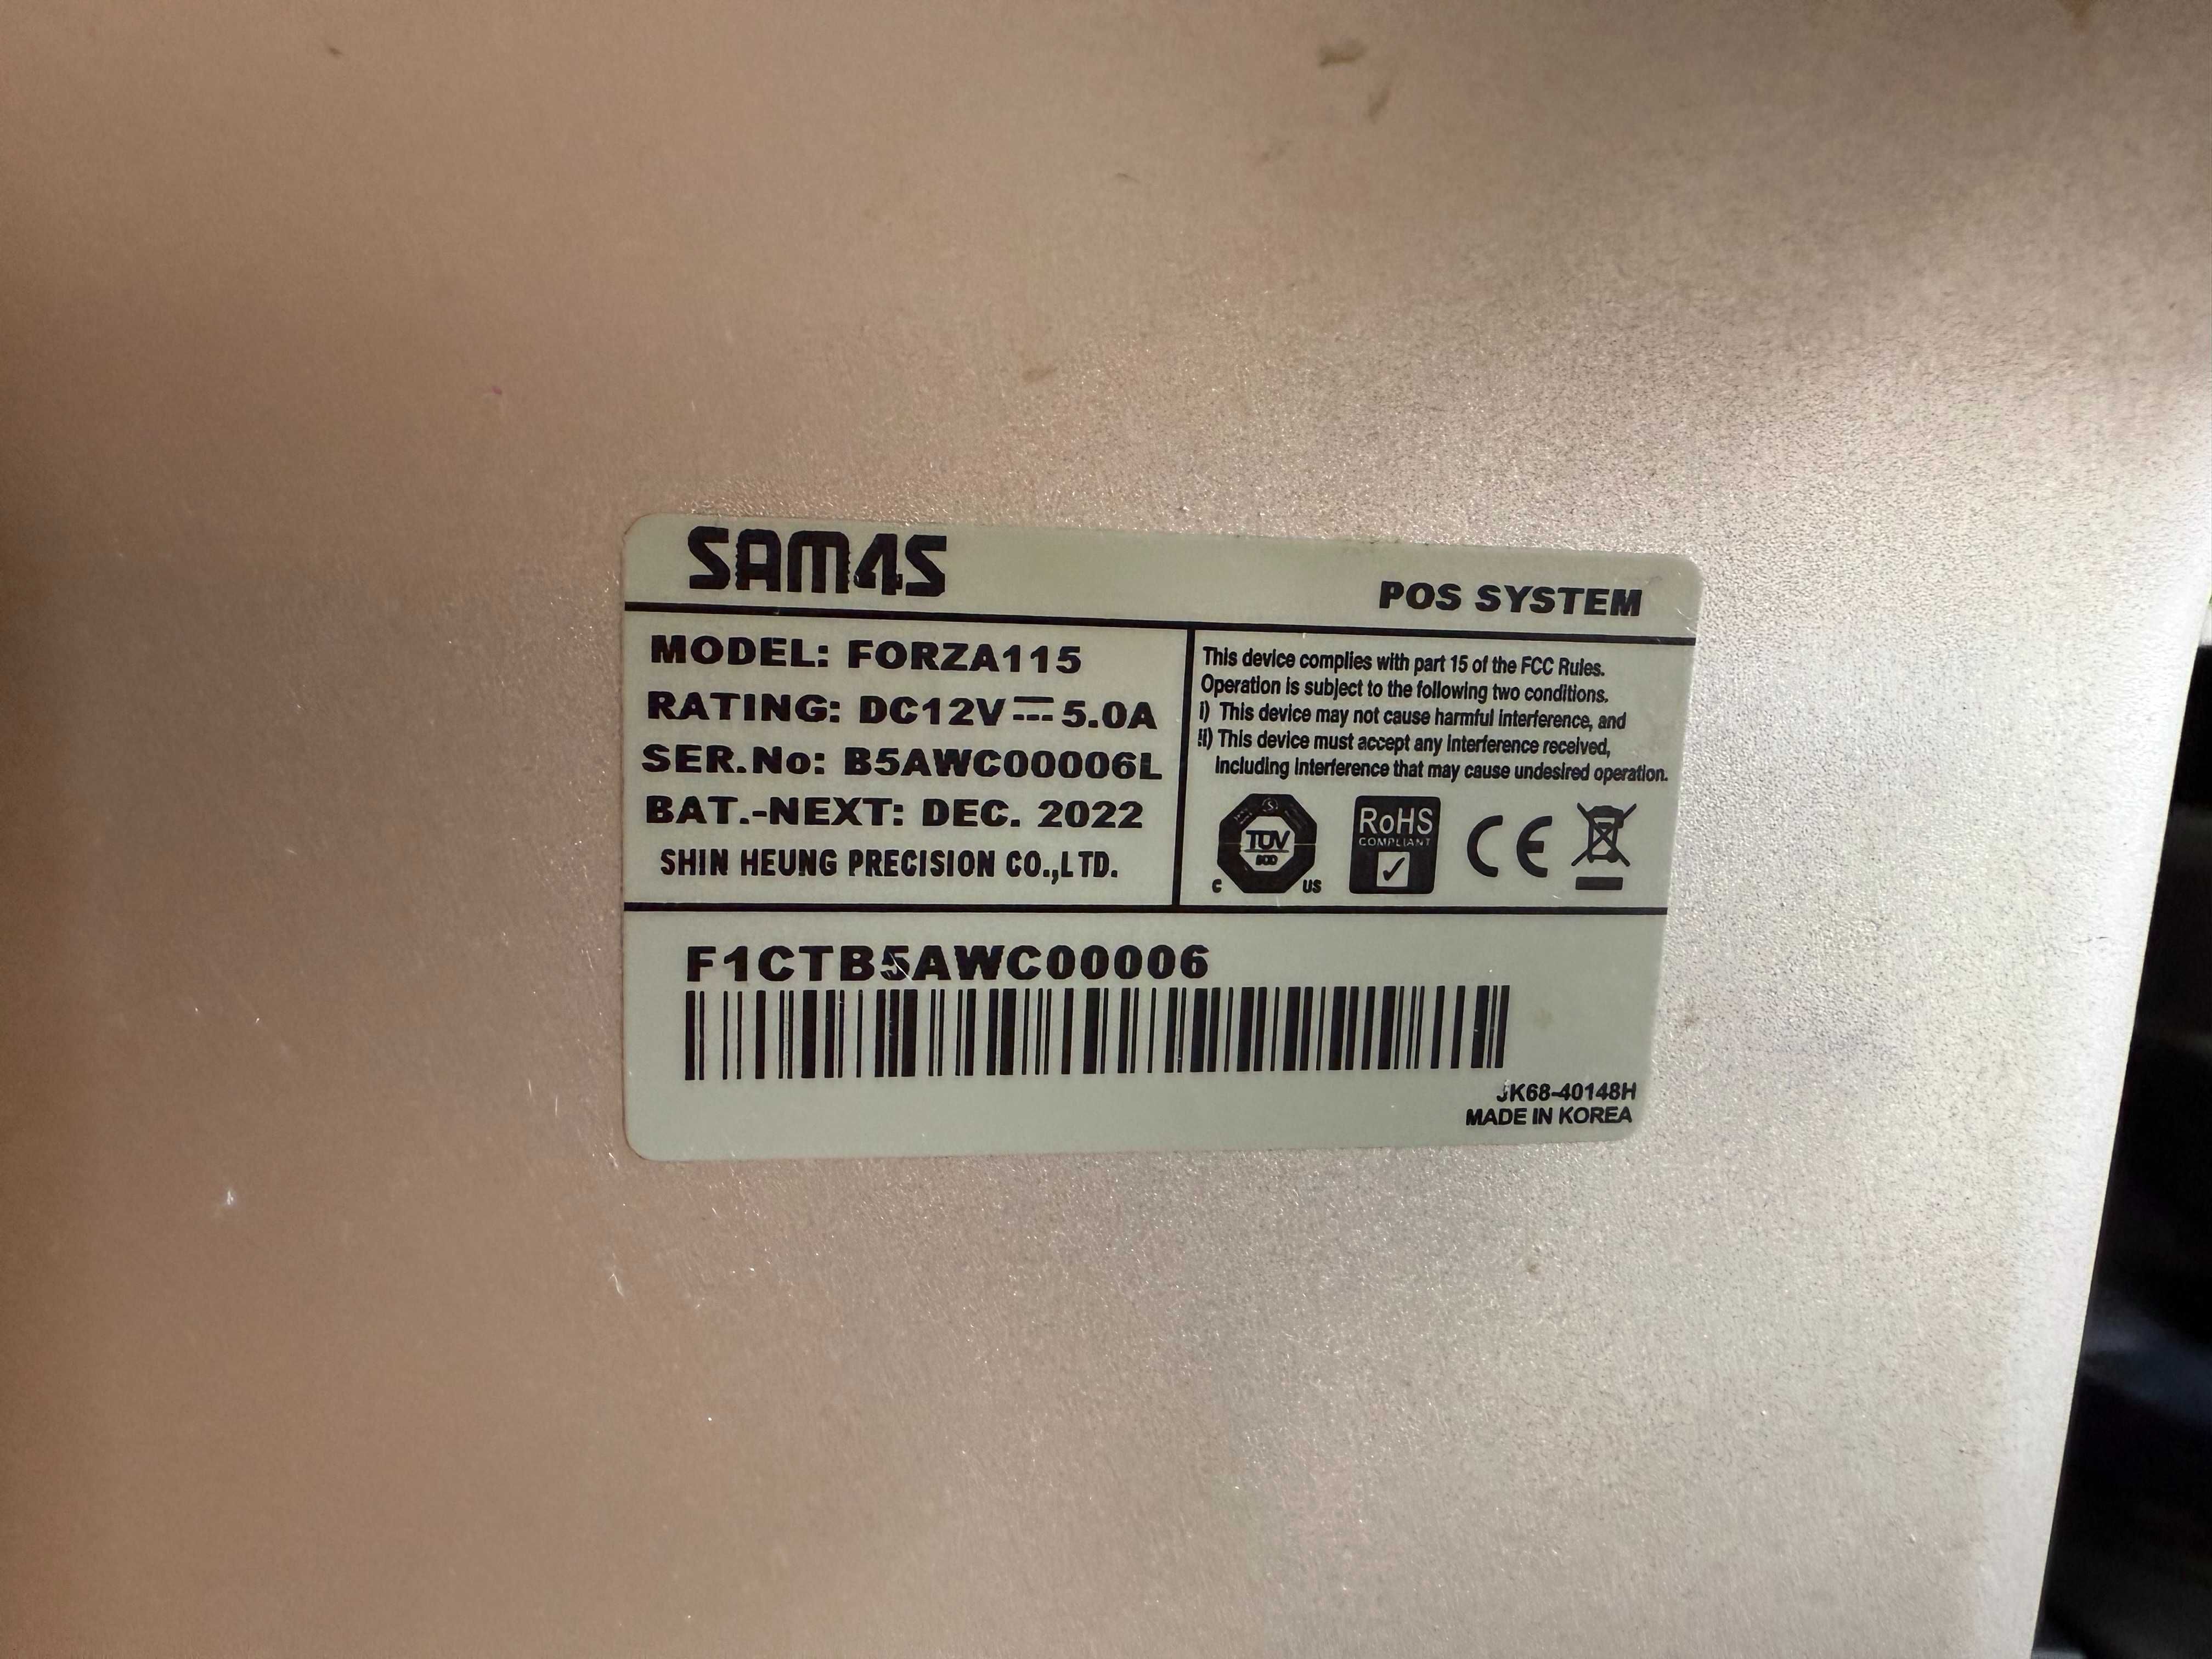 SAM4S
POS SYSTEM
MODEL: FORZA115
RATING: DC12V⎓5.0A
SER.No: B5AWC00006L
BAT.-NEXT: DEC. 2022
SHIN HEUNG PRECISION CO.,LTD.
This device complies with part 15 of the FCC Rules.
Operation is subject to the following two conditions.
i) This device may not cause harmful interference, and
ii) This device must accept any interference received,
including interference that may cause undesired operation.
TÜV
SÜD
C US
RoHS
COMPLIANT
CE
F1CTB5AWC00006
JK68-40148H
MADE IN KOREA